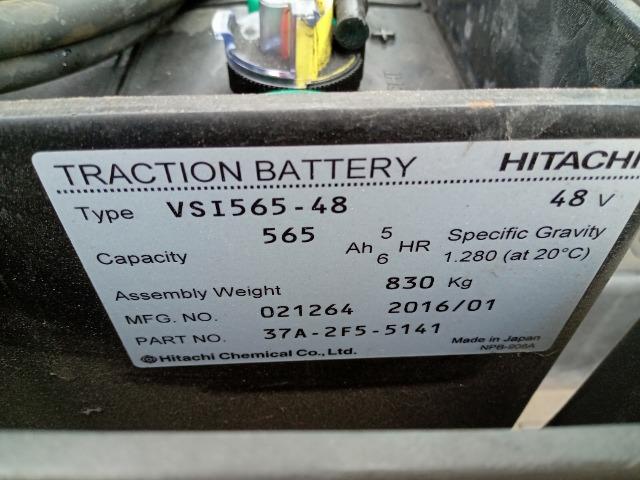 TRACTION BATTERY HITACHI
Type VSI565-48 48 V
Capacity 565 Ah 5 6 HR Specific Gravity
1.280 (at 20°C)
Assembly Weight 830 Kg
MFG. NO. 021264 2016/01
PART NO. 37A-2F5-5141 Made in Japan
Hitachi Chemical Co., Ltd. NPB-906A